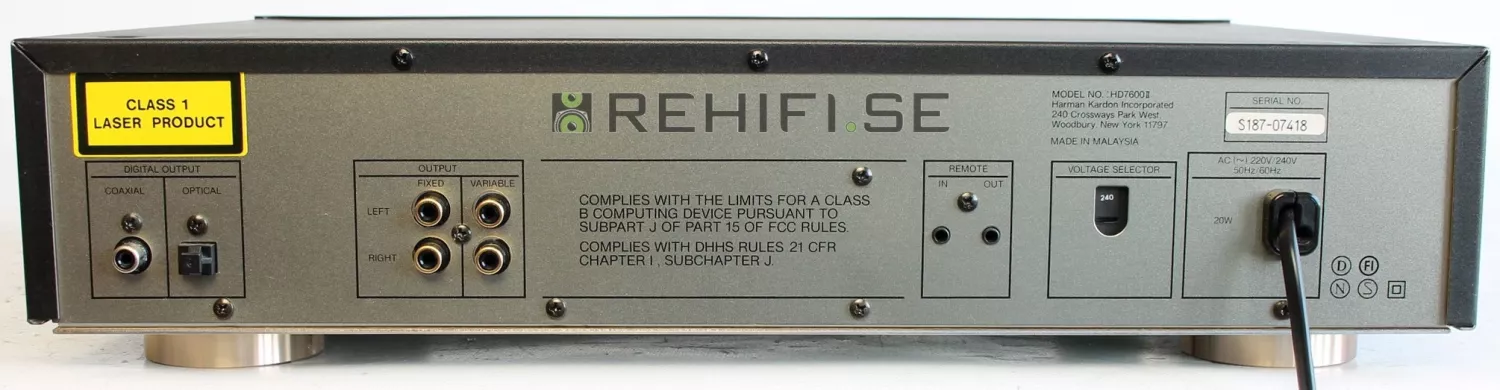 CLASS 1
LASER PRODUCT
REHIFI.SE
MODEL NO. : HD7600II
Harman Kardon Incorporated
240 Crossways Park West
Woodbury, New York 11797
MADE IN MALAYSIA
SERIAL NO.
S187-07418
DIGITAL OUTPUT
COAXIAL
OPTICAL
OUTPUT
FIXED
VARIABLE
LEFT
RIGHT
COMPLIES WITH THE LIMITS FOR A CLASS
B COMPUTING DEVICE PURSUANT TO
SUBPART J OF PART 15 OF FCC RULES.
COMPLIES WITH DHHS RULES 21 CFR
CHAPTER I , SUBCHAPTER J.
REMOTE
IN
OUT
VOLTAGE SELECTOR
240
AC (~) 220V/240V
50Hz/60Hz
20W
D FI
N S